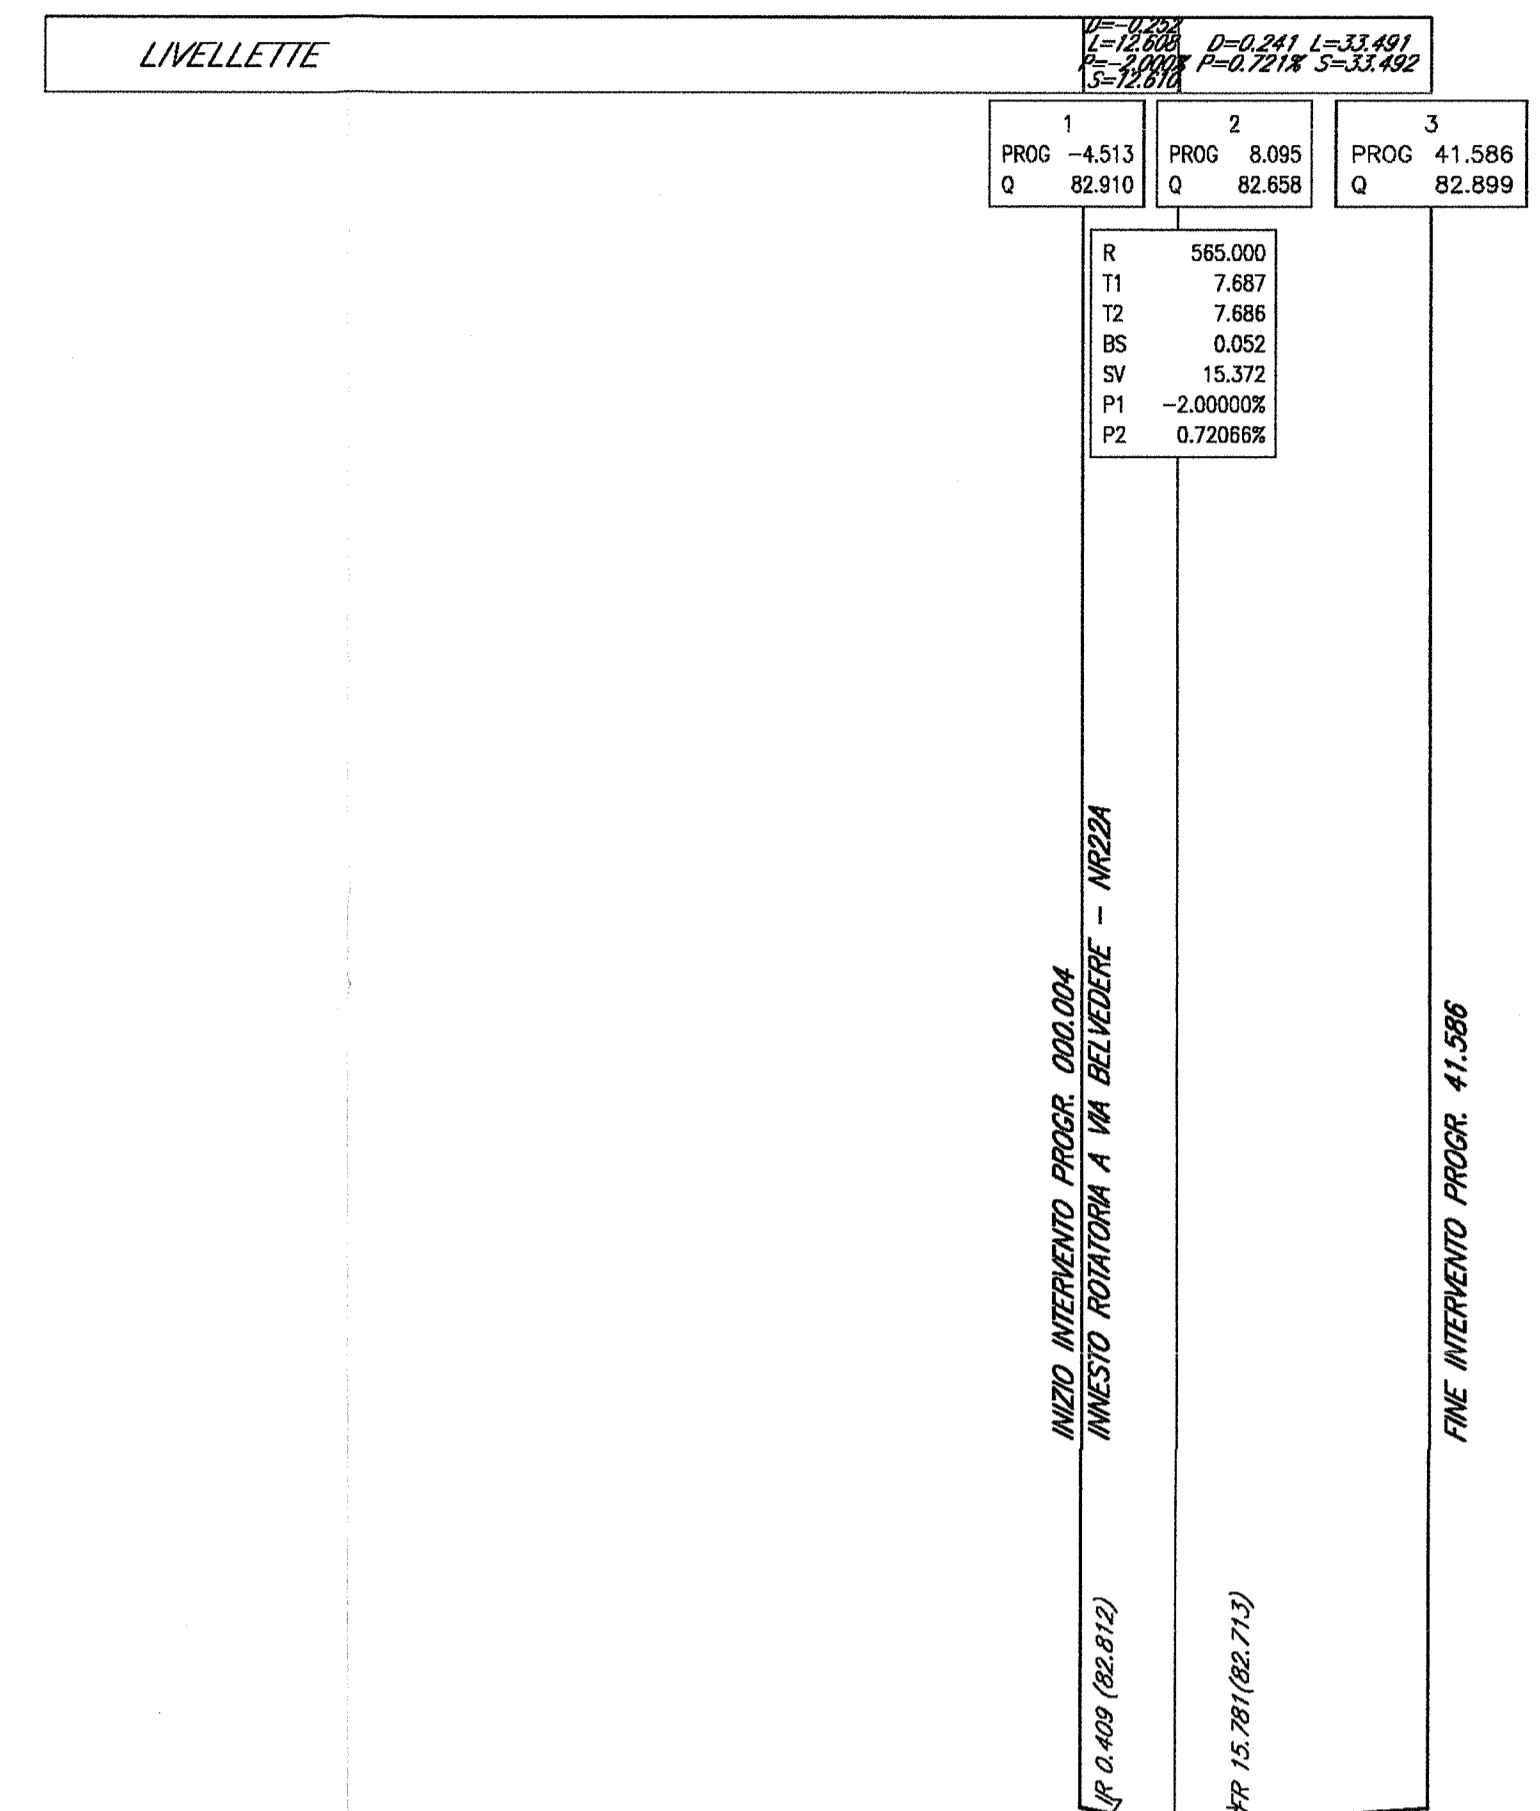 LIVELLETTE
D=-0.252
L=12.608
P=-2.000%
S=12.610
D=0.241 L=33.491
P=0.721% S=33.492
1
PROG -4.513
Q 82.910
2
PROG 8.095
Q 82.658
3
PROG 41.586
Q 82.899
R 565.000
T1 7.687
T2 7.686
BS 0.052
SV 15.372
P1 -2.00000%
P2 0.72066%
INIZIO INTERVENTO PROGR. 000.004
INNESTO ROTATORIA A VIA BELVEDERE - NR22A
FINE INTERVENTO PROGR. 41.586
IR 0.409 (82.812)
FR 15.781(82.713)